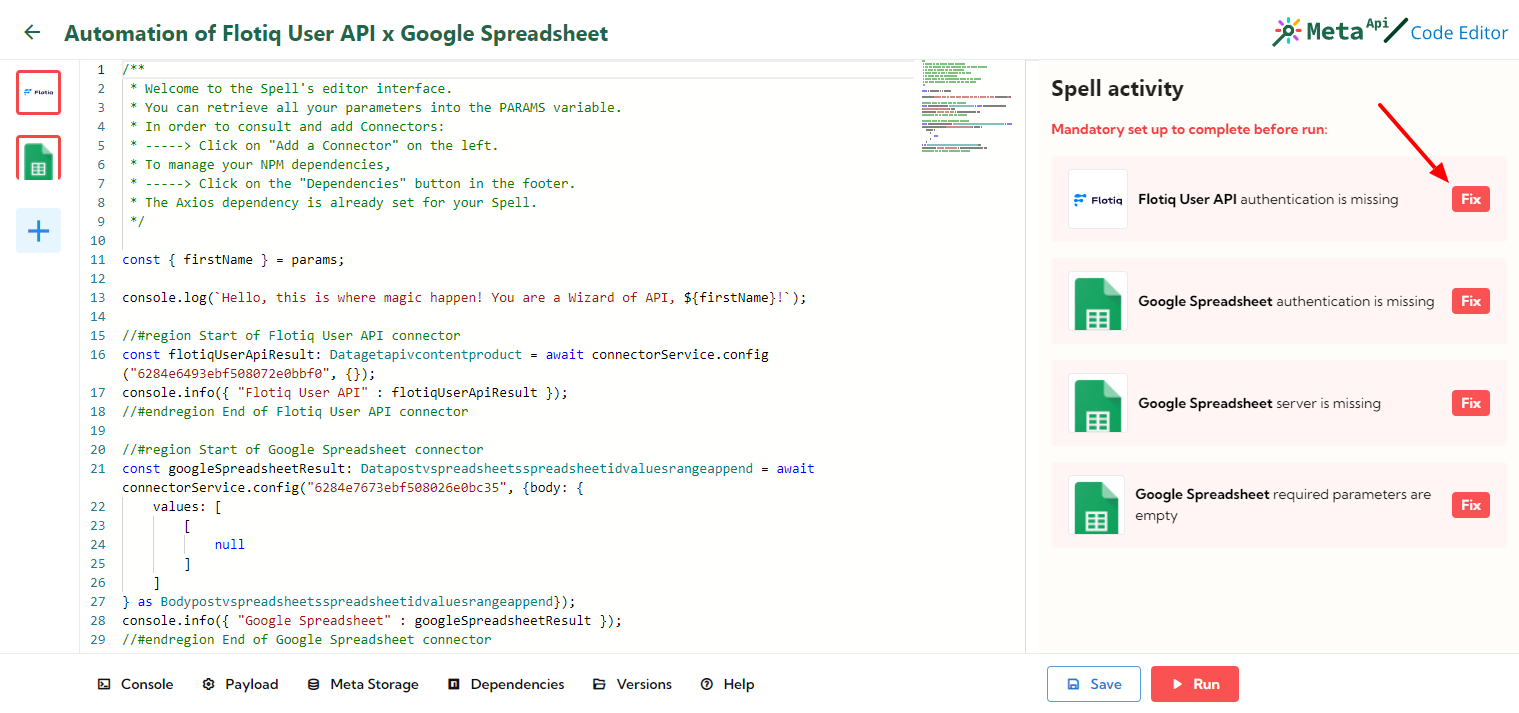 Automation of Flotiq User API x Google Spreadsheet
MetaApi Code Editor
Flotiq
1 /**
2 * Welcome to the Spell's editor interface.
3 * You can retrieve all your parameters into the PARAMS variable.
4 * In order to consult and add Connectors:
5 * -----> Click on "Add a Connector" on the left.
6 * To manage your NPM dependencies,
7 * -----> Click on the "Dependencies" button in the footer.
8 * The Axios dependency is already set for your Spell.
9 */
10
11 const { firstName } = params;
12
13 console.log(`Hello, this is where magic happen! You are a Wizard of API, ${firstName}!`);
14
15 //#region Start of Flotiq User API connector
16 const flotiqUserApiResult: Datagetapivcontentproduct = await connectorService.config
("6284e6493ebf508072e0bbf0", {});
17 console.info({ "Flotiq User API" : flotiqUserApiResult });
18 //#endregion End of Flotiq User API connector
19
20 //#region Start of Google Spreadsheet connector
21 const googleSpreadsheetResult: Datapostvspreadsheetsspreadsheetidvaluesrangeappend = await
connectorService.config("6284e7673ebf508026e0bc35", {body: {
22 values: [
23 [
24 null
25 ]
26 ]
27 } as Bodypostvspreadsheetsspreadsheetidvaluesrangeappend});
28 console.info({ "Google Spreadsheet" : googleSpreadsheetResult });
29 //#endregion End of Google Spreadsheet connector
Spell activity
Mandatory set up to complete before run:
Flotiq Flotiq User API authentication is missing Fix
Google Spreadsheet authentication is missing Fix
Google Spreadsheet server is missing Fix
Google Spreadsheet required parameters are
empty Fix
Console Payload Meta Storage Dependencies Versions Help
Save Run